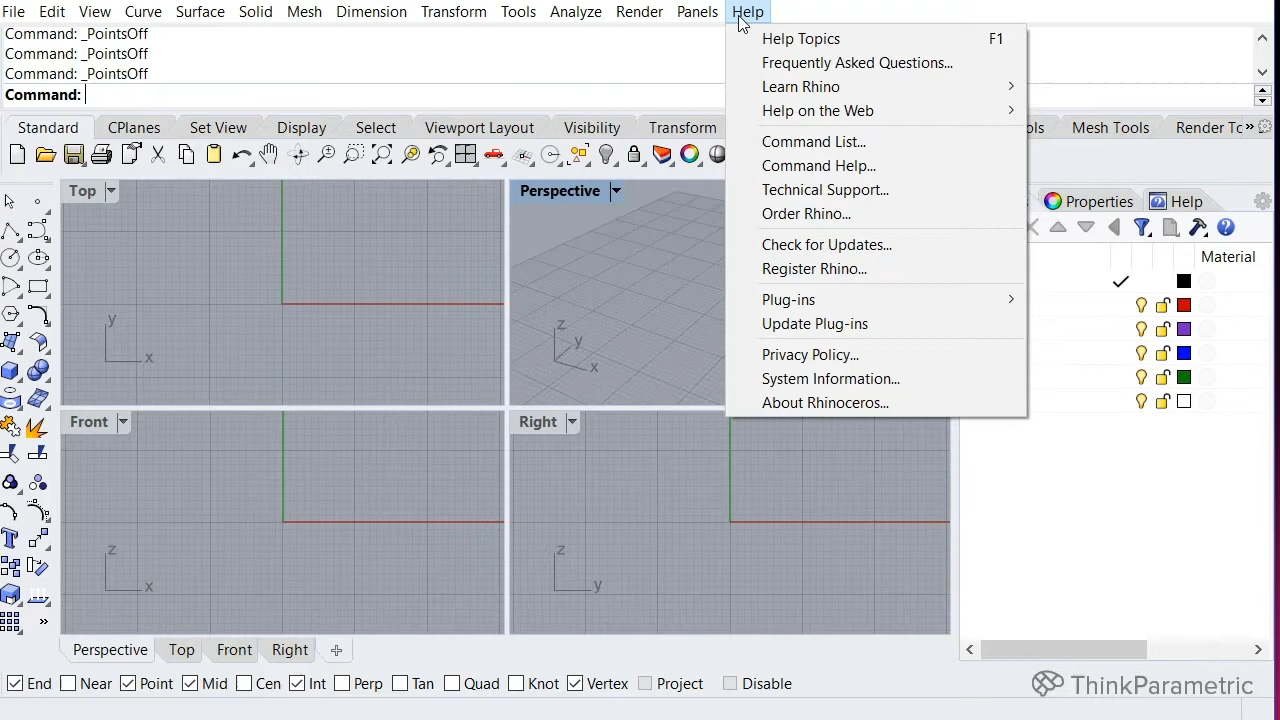 File Edit View Curve Surface Solid Mesh Dimension Transform Tools Analyze Render Panels Help
Command: _PointsOff
Command: _PointsOff
Command: _PointsOff
Command:
Help Topics F1
Frequently Asked Questions...
Learn Rhino
Help on the Web
Command List...
Command Help...
Technical Support...
Order Rhino...
Check for Updates...
Register Rhino...
Plug-ins
Update Plug-ins
Privacy Policy...
System Information...
About Rhinoceros...
Standard CPlanes Set View Display Select Viewport Layout Visibility Transform ols Mesh Tools Render To »
Top
Perspective
Properties Help
Material
y
x
z
y
x
Front
Right
z
x
z
y
»
Perspective Top Front Right
End Near Point Mid Cen Int Perp Tan Quad Knot Vertex Project Disable
ThinkParametric